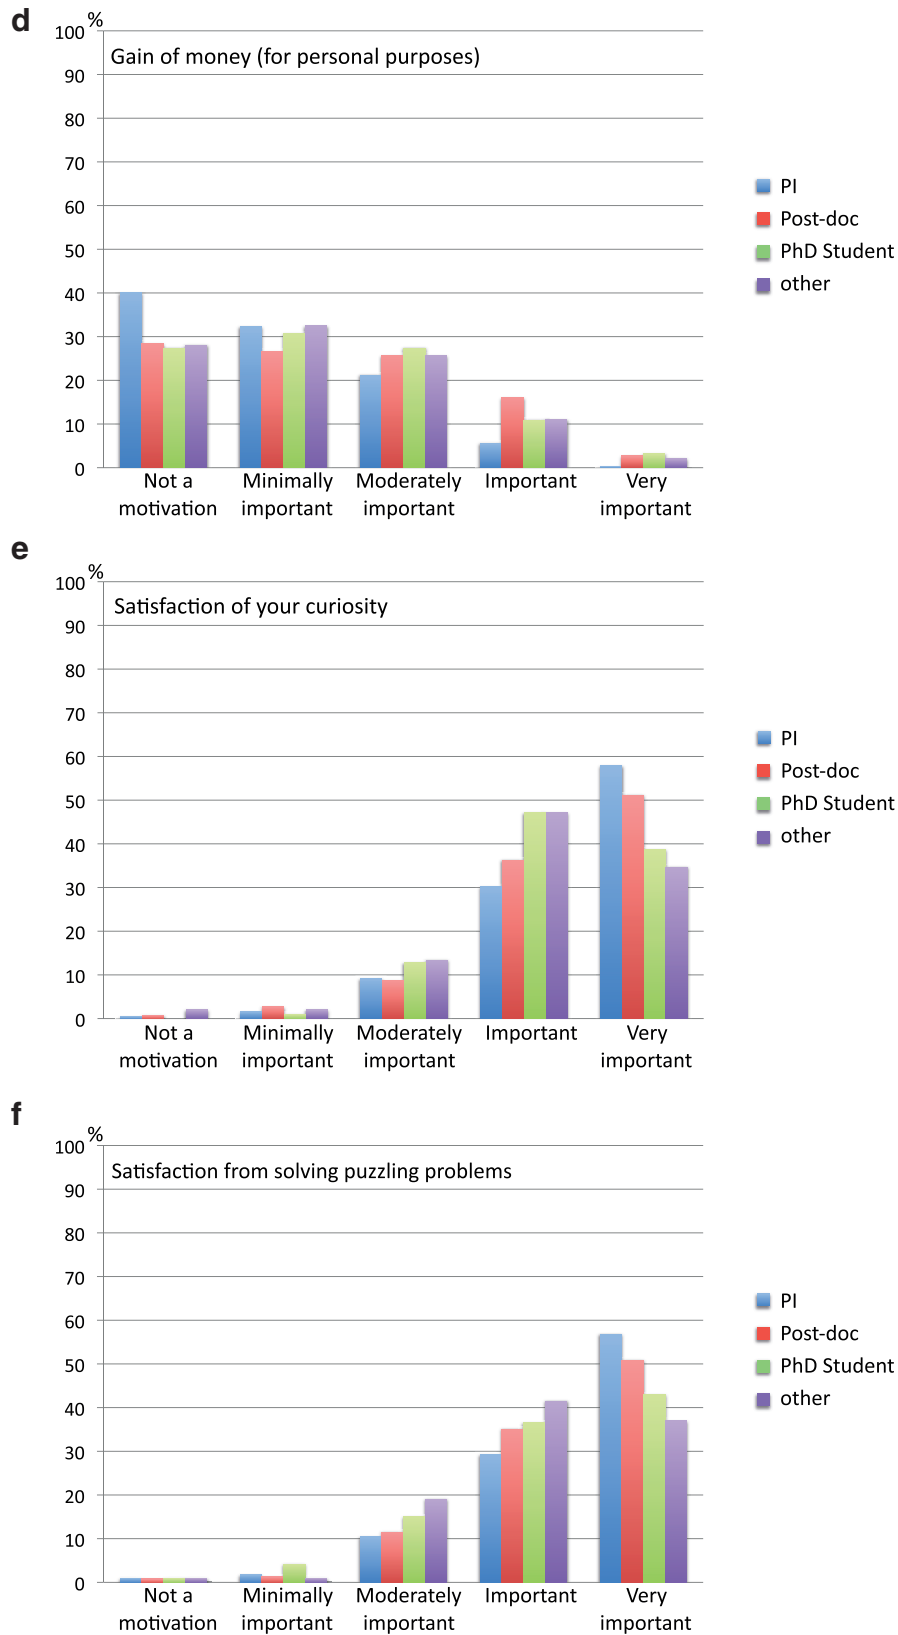 d
%
Gain of money (for personal purposes)
100
90
80
70
60
50
40
30
20
10
0
Not a motivation
Minimally important
Moderately important
Important
Very important
PI
Post-doc
PhD Student
other
e
%
Satisfaction of your curiosity
100
90
80
70
60
50
40
30
20
10
0
Not a motivation
Minimally important
Moderately important
Important
Very important
PI
Post-doc
PhD Student
other
f
%
Satisfaction from solving puzzling problems
100
90
80
70
60
50
40
30
20
10
0
Not a motivation
Minimally important
Moderately important
Important
Very important
PI
Post-doc
PhD Student
other